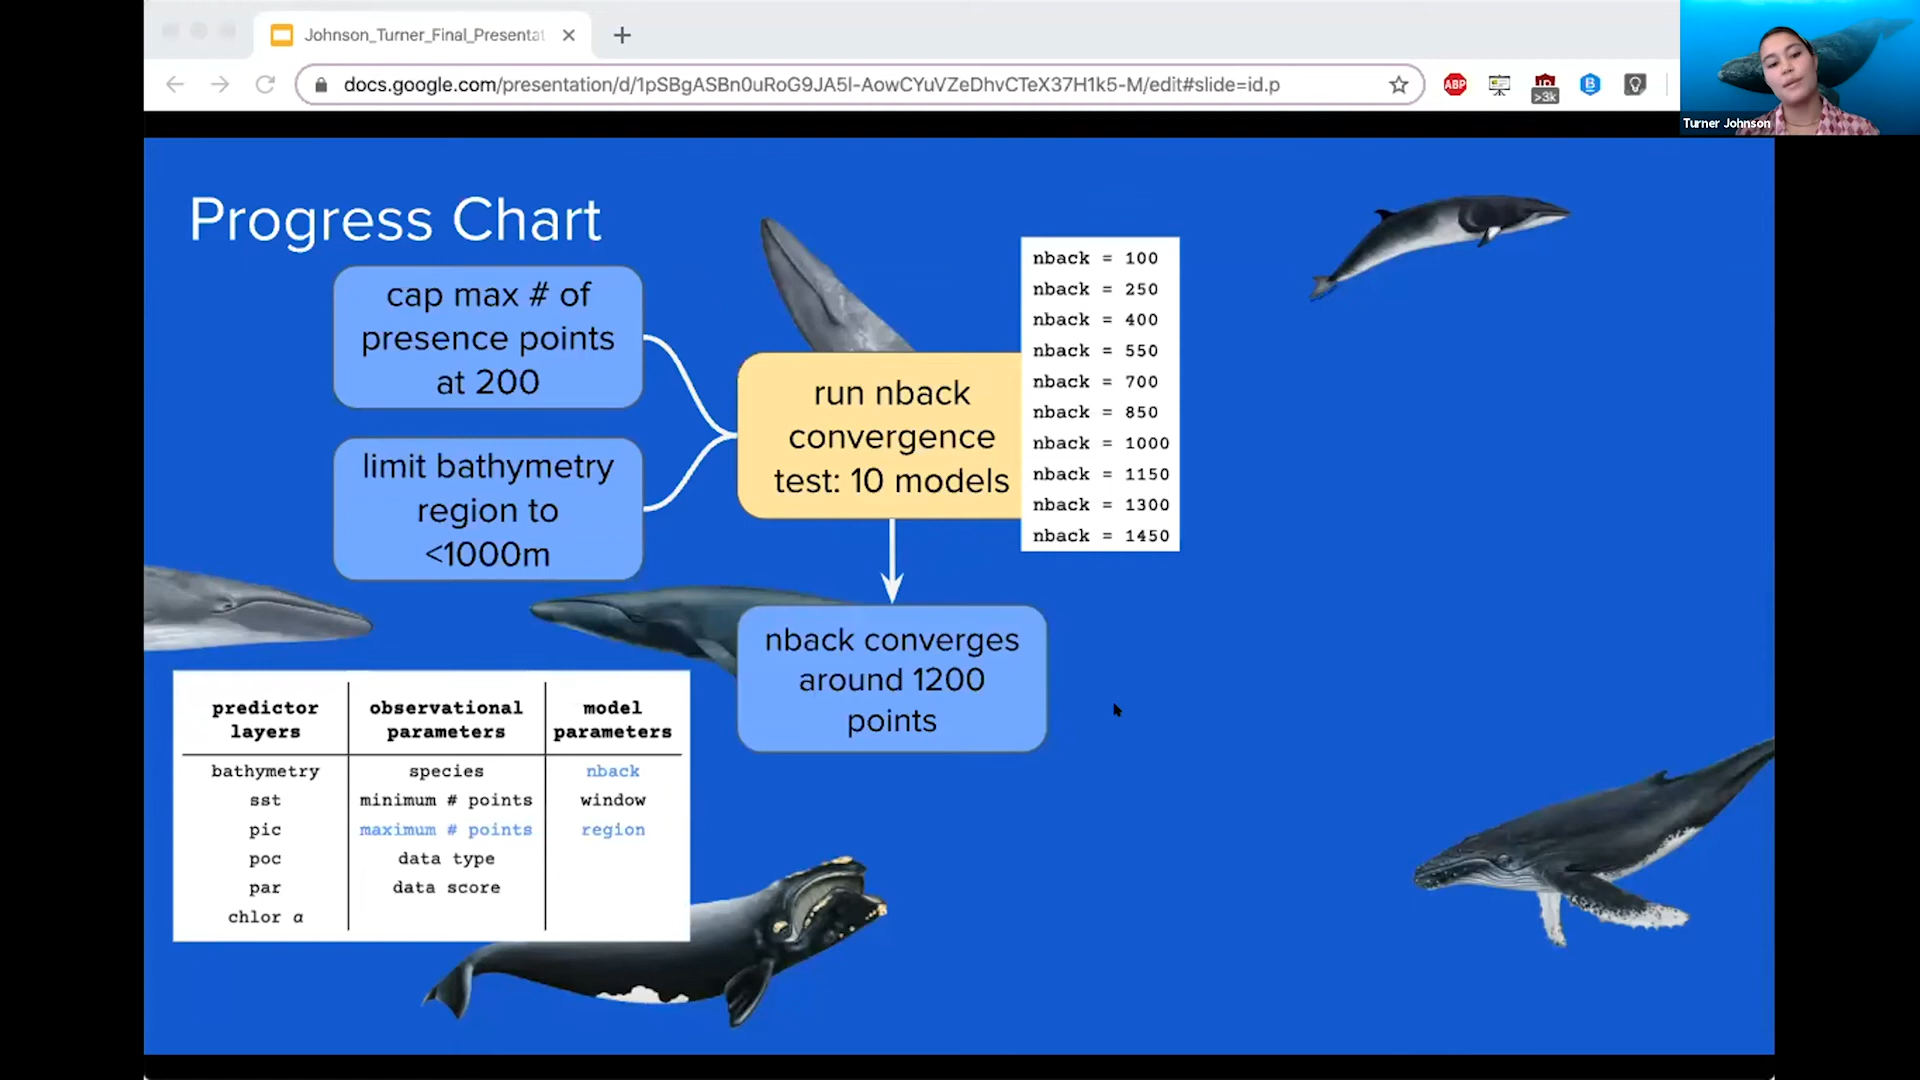 Johnson_Turner_Final_Presentat
docs.google.com/presentation/d/1pSBgASBn0uRoG9JA5l-AowCYuVZeDhvCTeX37H1k5-M/edit#slide=id.p
ABP
>3k
Turner Johnson
Progress Chart
cap max # of
presence points
at 200
limit bathymetry
region to
<1000m
run nback
convergence
test: 10 models
nback = 100
nback = 250
nback = 400
nback = 550
nback = 700
nback = 850
nback = 1000
nback = 1150
nback = 1300
nback = 1450
nback converges
around 1200
points
predictor layers observational parameters model parameters
bathymetry species nback
sst minimum # points window
pic maximum # points region
poc data type
par data score
chlor a